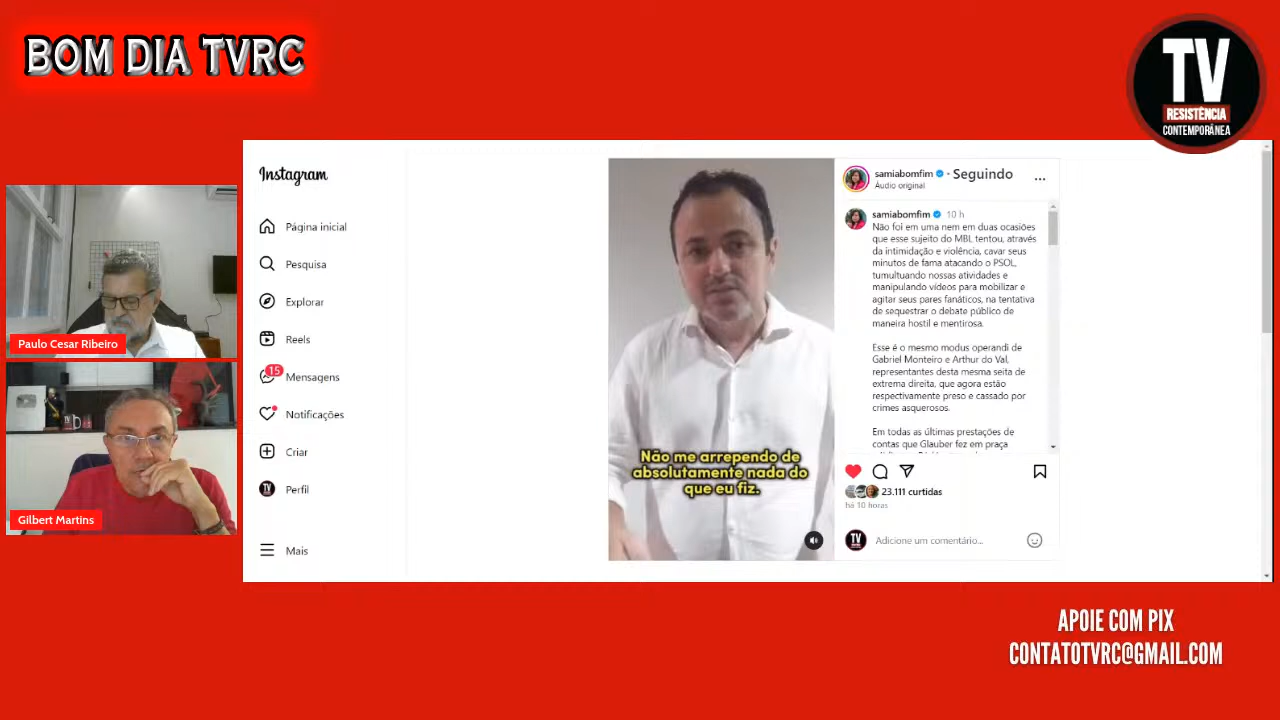 BOM DIA TVRC
TV
RESISTÊNCIA
CONTEMPORÂNEA
Paulo Cesar Ribeiro
Gilbert Martins
Instagram
Página inicial
Pesquisa
Explorar
Reels
15
Mensagens
Notificações
Criar
Perfil
Mais
Não me arrependo de
absolutamente nada do
que eu fiz.
samiabomfim • Seguindo
Áudio original
samiabomfim 10 h
Não foi em uma nem em duas ocasiões
que esse sujeito do MBL tentou, através
da intimidação e violência, cavar seus
minutos de fama atacando o PSOL,
tumultuando nossas atividades e
manipulando vídeos para mobilizar e
agitar seus pares fanáticos, na tentativa
de sequestrar o debate público de
maneira hostil e mentirosa.
Esse é o mesmo modus operandi de
Gabriel Monteiro e Arthur do Val,
representantes desta mesma seita de
extrema direita, que agora estão
respectivamente preso e cassado por
crimes asquerosos.
Em todas as últimas prestações de
contas que Glauber fez em praça
23.111 curtidas
há 10 horas
TV
Adicione um comentário...
APOIE COM PIX
CONTATOTVRC@GMAIL.COM